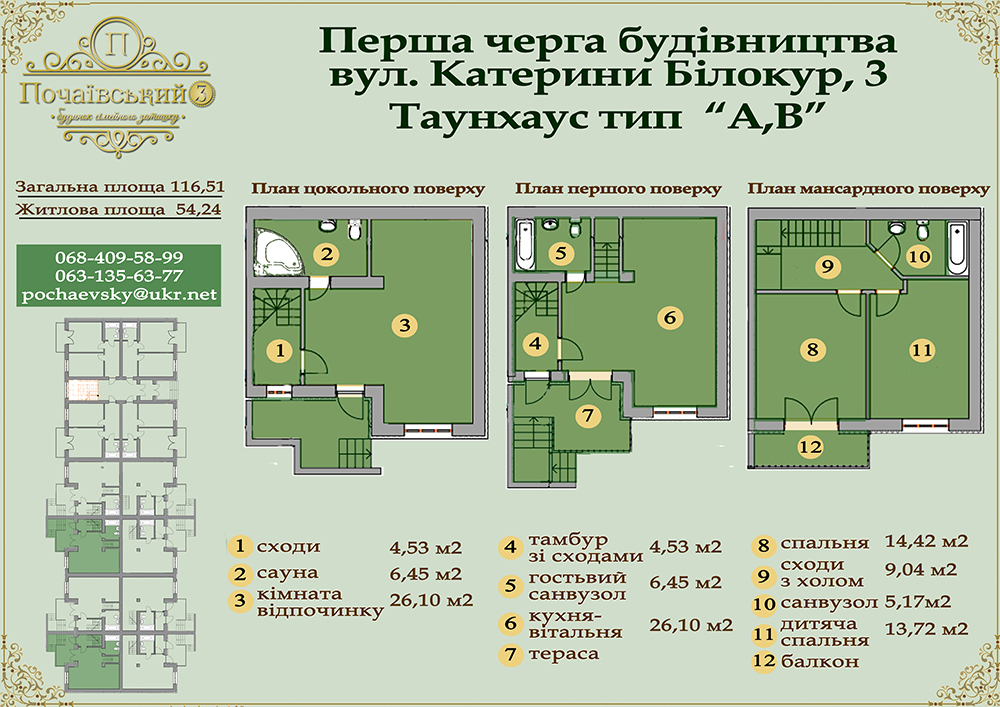 П
Почаївський 3
· будинок сімейного затишку ·
Перша черга будівництва
вул. Катерини Білокур, 3
Таунхаус тип “А,В”
Загальна площа 116,51
Житлова площа 54,24
068-409-58-99
063-135-63-77
pochaevsky@ukr.net
План цокольного поверху
План першого поверху
План мансардного поверху
2
3
1
5
6
4
7
9
10
8
11
12
1 сходи 4,53 м2
2 сауна 6,45 м2
3 кімната
відпочинку 26,10 м2
4 тамбур
зі сходами 4,53 м2
5 гостьвий
санвузол 6,45 м2
6 кухня-
вітальня 26,10 м2
7 тераса
8 спальня 14,42 м2
9 сходи
з холом 9,04 м2
10 санвузол 5,17м2
11 дитяча
спальня 13,72 м2
12 балкон